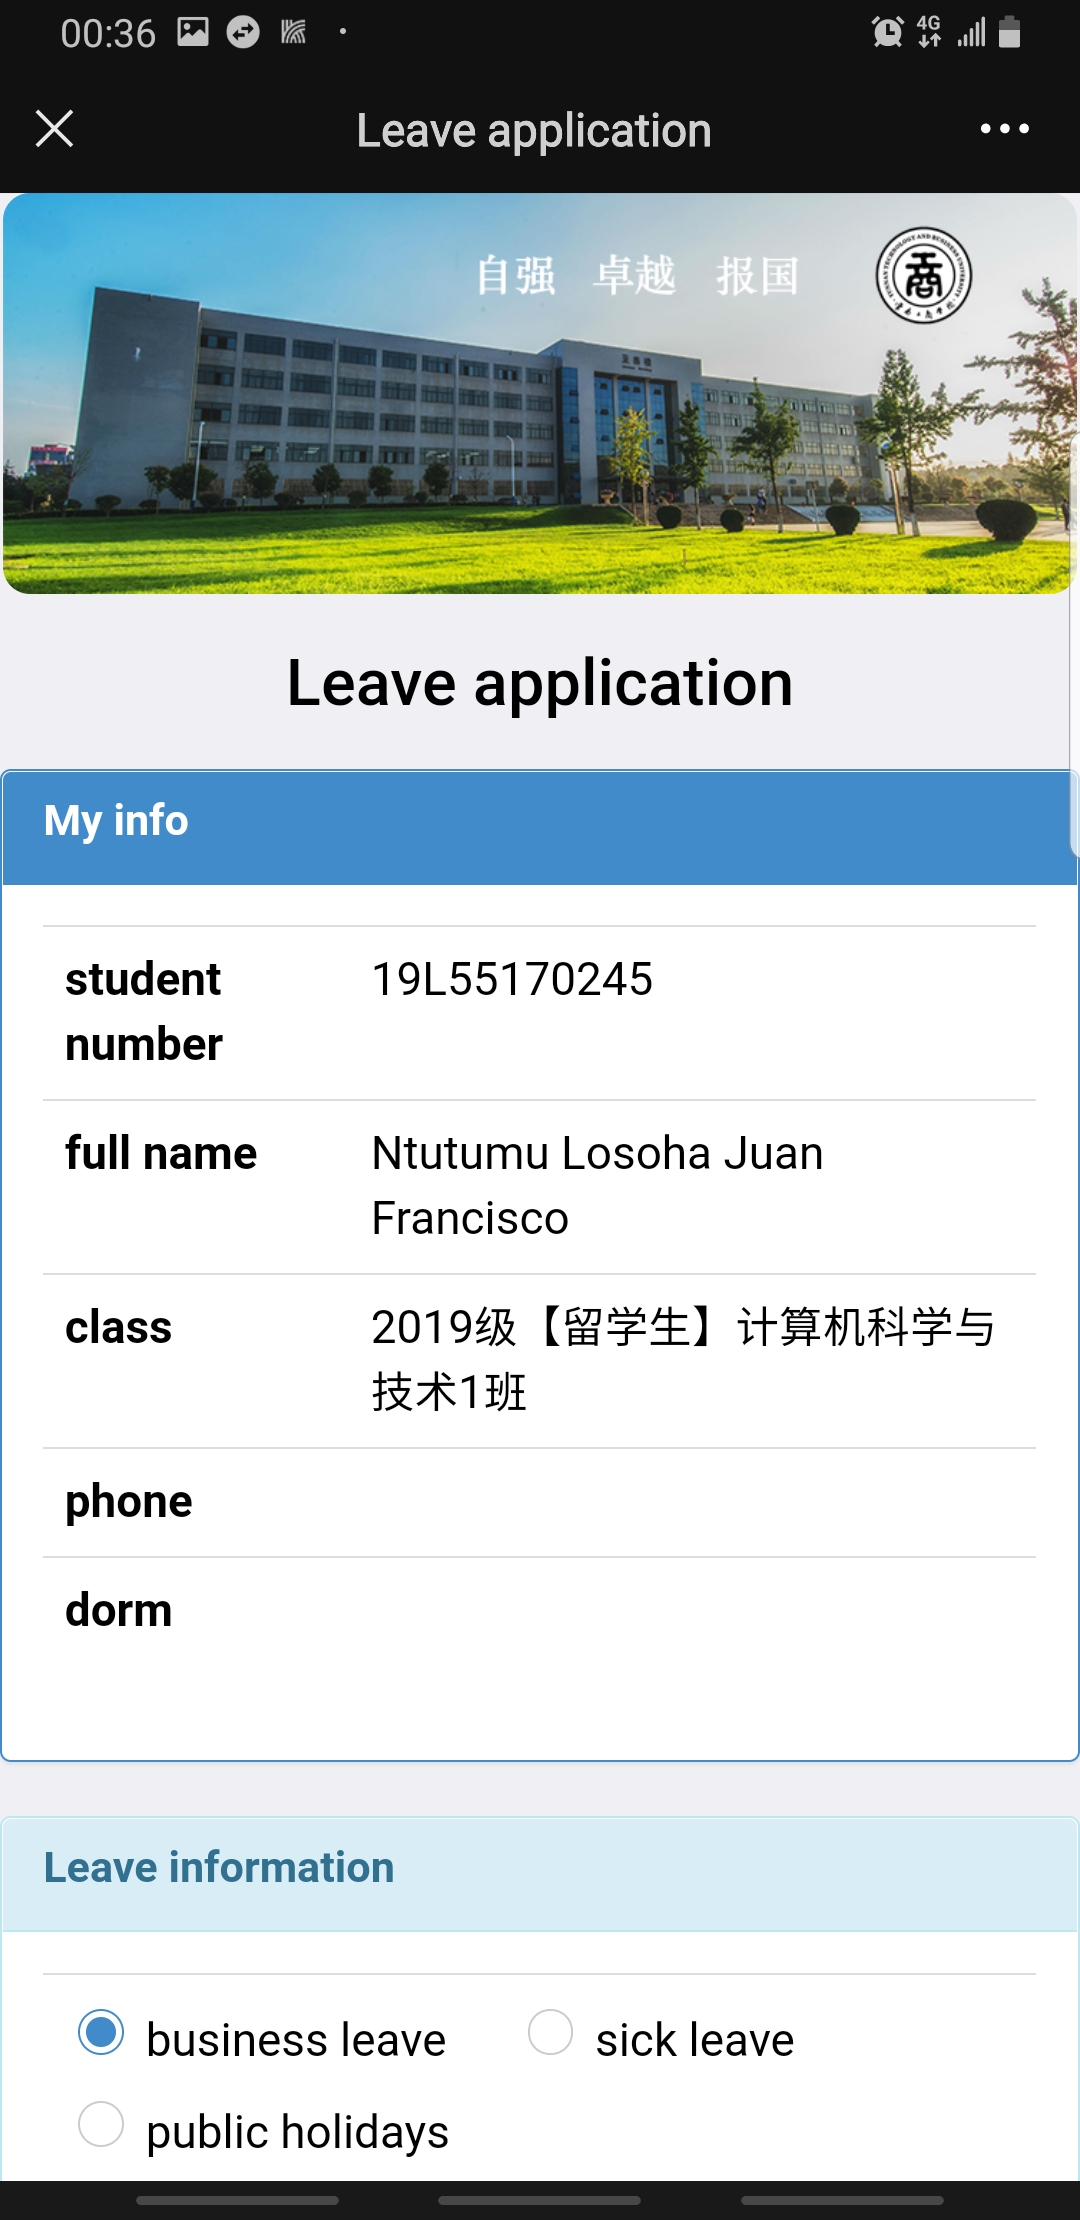 00:36
4G
Leave application
自强 卓越 报国
商
Leave application
My info
student 19L55170245
number
full name Ntutumu Losoha Juan
Francisco
class 2019级【留学生】计算机科学与
技术1班
phone
dorm
Leave information
business leave sick leave
public holidays